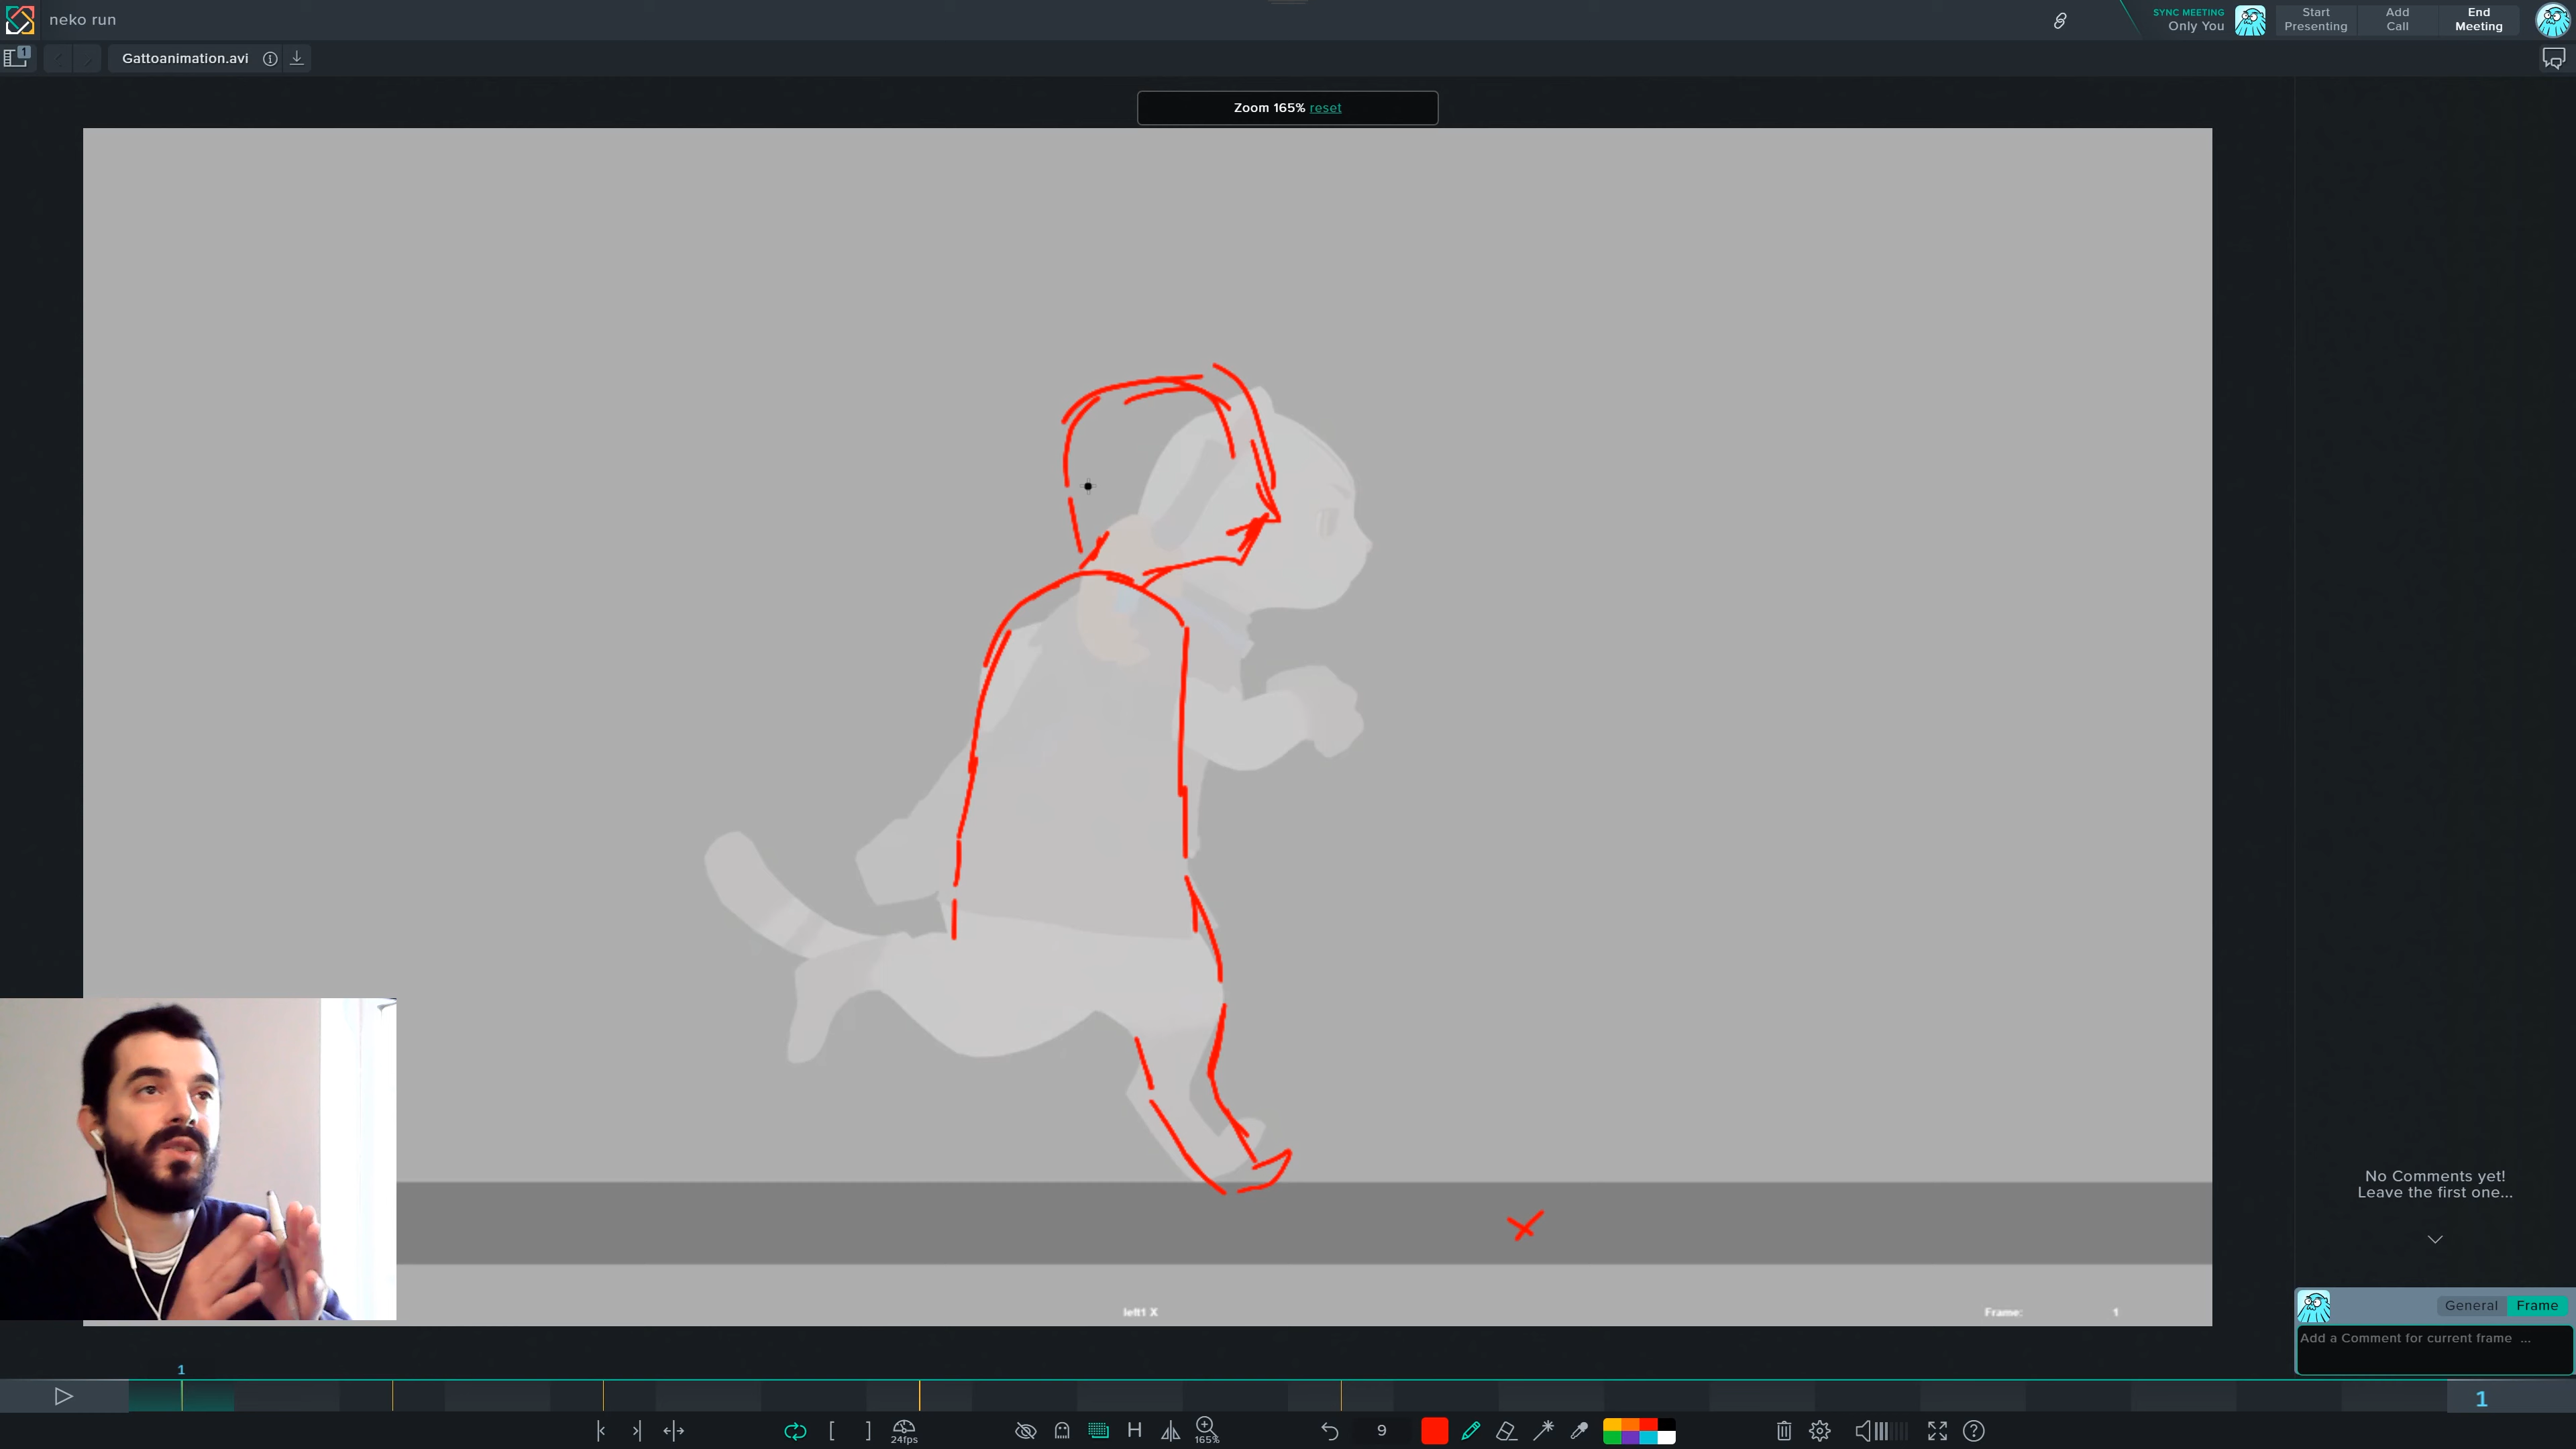 neko run
SYNC MEETING
Only You
Start
Presenting
Add
Call
End
Meeting
1
Gattoanimation.avi
Zoom 165% reset
No Comments yet!
Leave the first one...
left1 X
Frame:
1
General
Frame
Add a Comment for current frame ...
1
1
24fps
H
165%
9